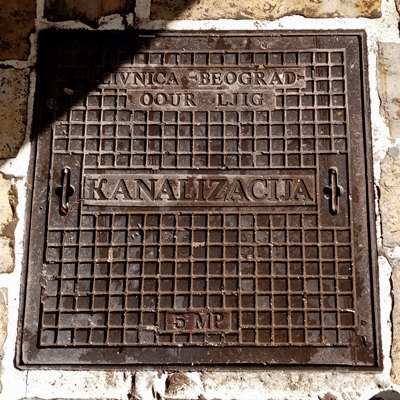 LIVNICA - BEOGRAD-
OOUR LJIG
KANALIZACIJA
5 MP